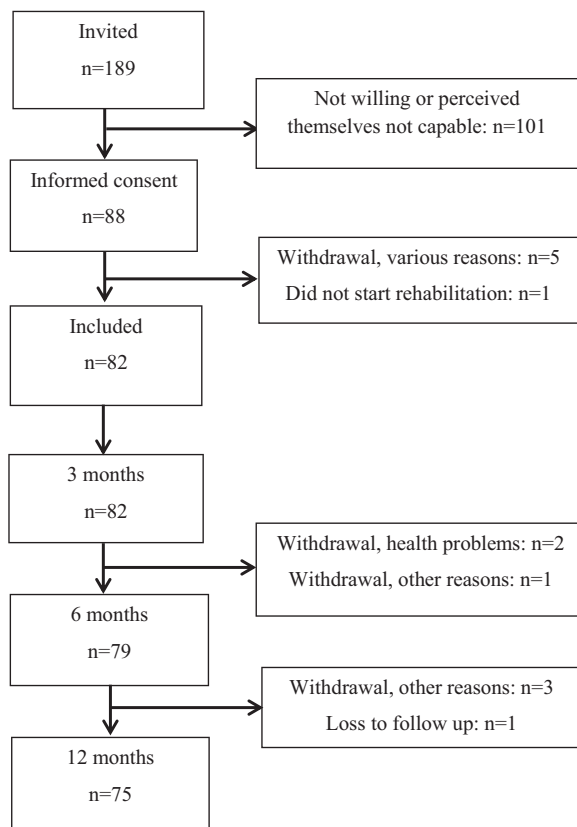 Invited
n=189
Not willing or perceived
themselves not capable: n=101
Informed consent
n=88
Withdrawal, various reasons: n=5
Did not start rehabilitation: n=1
Included
n=82
3 months
n=82
Withdrawal, health problems: n=2
Withdrawal, other reasons: n=1
6 months
n=79
Withdrawal, other reasons: n=3
Loss to follow up: n=1
12 months
n=75